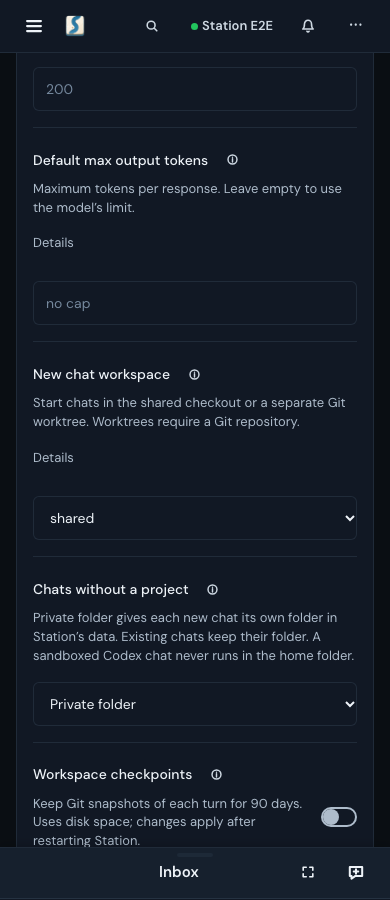 Station E2E
200
Default max output tokens
Maximum tokens per response. Leave empty to use
the model's limit.
Details
no cap
New chat workspace
Start chats in the shared checkout or a separate Git
worktree. Worktrees require a Git repository.
Details
shared
Chats without a project
Private folder gives each new chat its own folder in
Station's data. Existing chats keep their folder. A
sandboxed Codex chat never runs in the home folder.
Private folder
Workspace checkpoints
Keep Git snapshots of each turn for 90 days.
Uses disk space; changes apply after
restarting Station.
Inbox